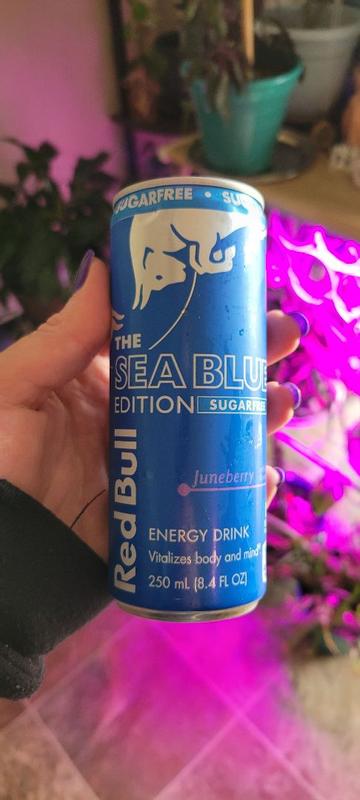 SUGARFREE • SU
THE
SEA BLUE
EDITION SUGARFREE
Juneberry
Red Bull
ENERGY DRINK
Vitalizes body and mind®
250 mL (8.4 FL OZ)